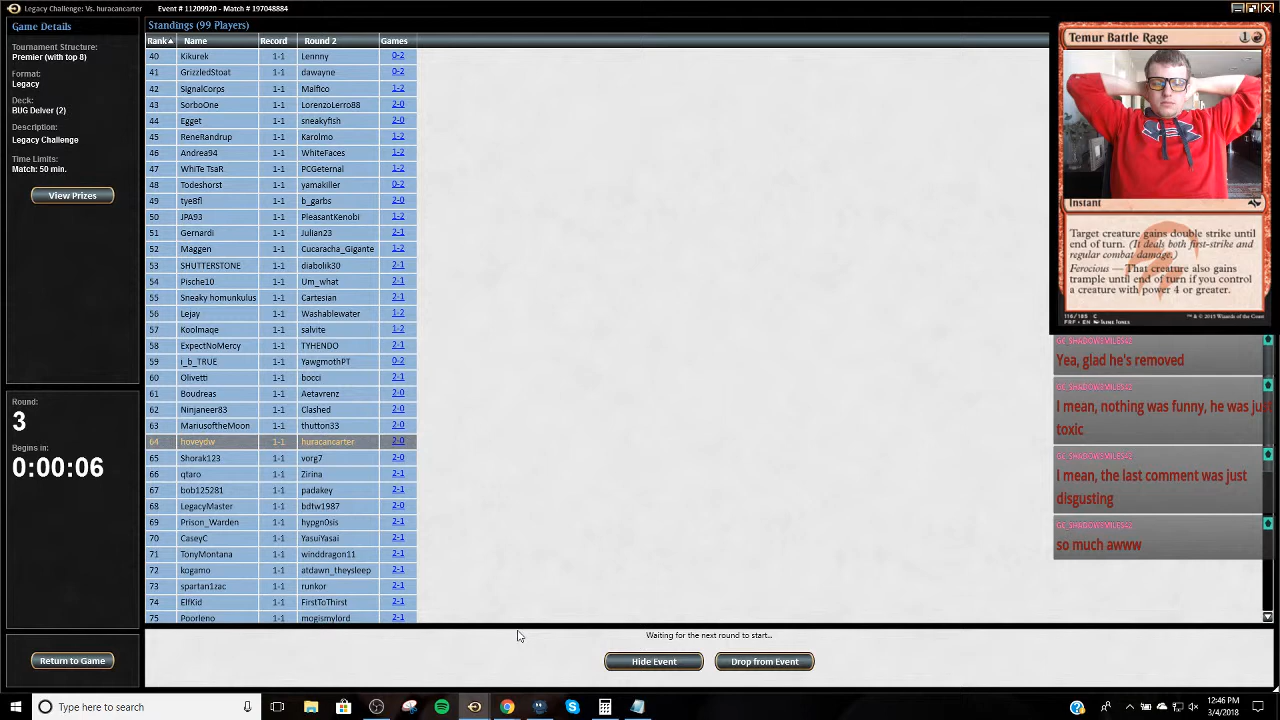 Legacy Challenge: Vs. huracancarter
Event # 11209920 - Match # 197048884
Game Details
Tournament Structure:
Premier (with top 8)
Format:
Legacy
Deck:
BUG Delver (2)
Description:
Legacy Challenge
Time Limits:
Match: 50 min.
View Prizes
Round:
3
Begins in:
0:00:06
Return to Game
Standings (99 Players)
Rank Name Record Round 2 Games
40 Kikurek 1-1 Lennny 0-2
41 GrizzledStoat 1-1 dawayne 0-2
42 SignalCorps 1-1 Malfico 1-2
43 SorboOne 1-1 LorenzoLerro88 2-0
44 Egget 1-1 sneakyfish 2-0
45 ReneRandrup 1-1 Karolmo 1-2
46 Andrea94 1-1 WhiteFaces 1-2
47 WhiTe TsaR 1-1 PCGeternal 1-2
48 Todeshorst 1-1 yamakiller 0-2
49 tye8fl 1-1 b_garbs 2-0
50 JPA93 1-1 PleasantKenobi 1-2
51 Gernardi 1-1 Julian23 2-1
52 Maggen 1-1 Cucaracha_Gigante 1-2
53 SHUTTERSTONE 1-1 diabolik30 2-1
54 Pische10 1-1 Um_what 2-1
55 Sneaky homunkulus 1-1 Cartesian 2-1
56 Lejay 1-1 Washablewater 1-2
57 Koolmage 1-1 salvite 1-2
58 ExpectNoMercy 1-1 TYHENDO 2-1
59 i_b_TRUE 1-1 YawgmothPT 0-2
60 Olivetti 1-1 bocci 2-1
61 Boudreas 1-1 Aetavrenz 2-0
62 Ninjaneer83 1-1 Clashed 2-0
63 MariusoftheMoon 1-1 thutton33 2-0
64 hoveydw 1-1 huracancarter 2-0
65 Shorak123 1-1 vorg7 2-0
66 qtaro 1-1 Zirina 2-1
67 bob125281 1-1 padakey 2-1
68 LegacyMaster 1-1 bdtw1987 2-0
69 Prison_Warden 1-1 hypgn0sis 2-1
70 CaseyC 1-1 YasuiYasai 2-1
71 TonyMontana 1-1 winddragon11 2-1
72 kogamo 1-1 atdawn_theysleep 2-1
73 spartan1zac 1-1 runkor 2-1
74 ElfKid 1-1 FirstToThirst 2-1
75 Poorleno 1-1 mogismylord 2-1
Waiting for the next round to start...
Hide Event
Drop from Event
Temur Battle Rage 1
Instant
Target creature gains double strike until
end of turn. (It deals both first-strike and
regular combat damage.)
Ferocious — That creature also gains
trample until end of turn if you control
a creature with power 4 or greater.
116/185 C
FRF • EN
Yea, glad he's removed
I mean, nothing was funny, he was just
toxic
I mean, the last comment was just
disgusting
so much awww
Type here to search
12:46 PM
3/4/2018